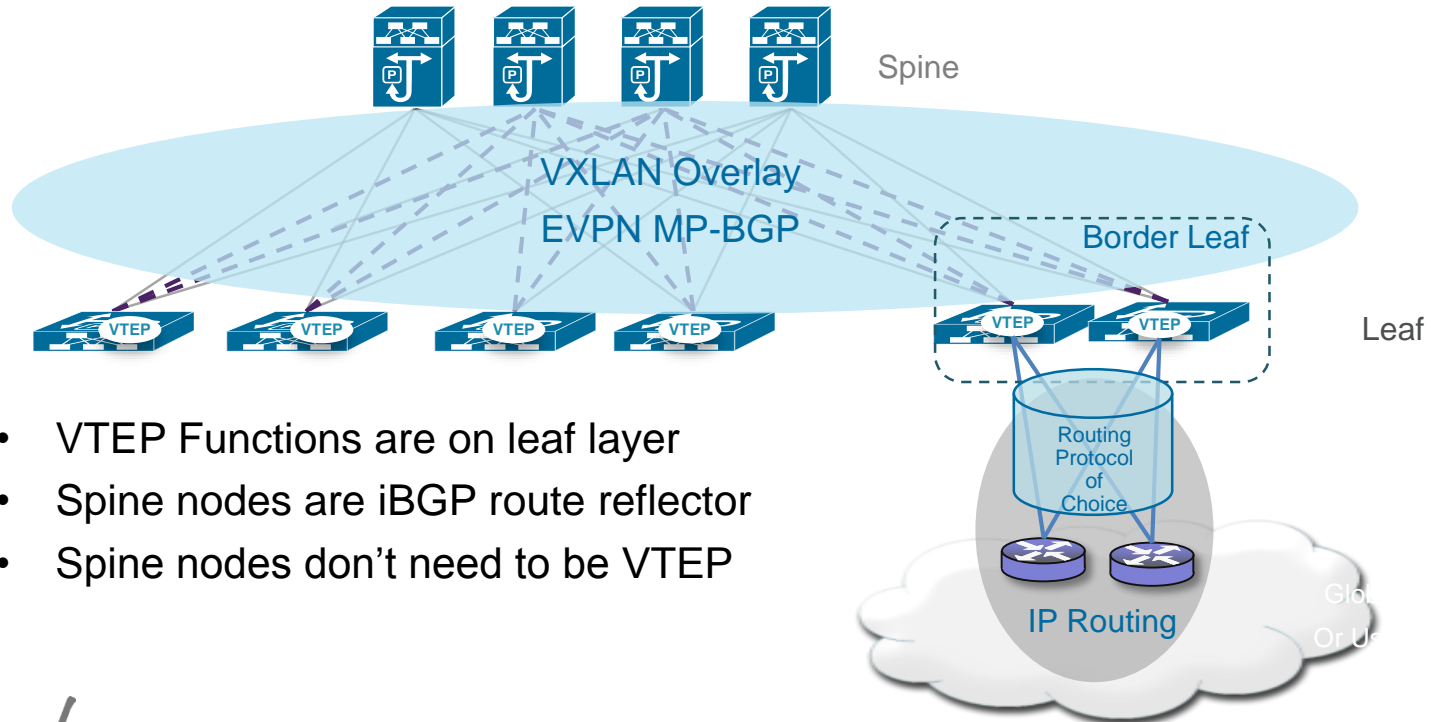 P
P
P
P
Spine
VXLAN Overlay
EVPN MP-BGP
Border Leaf
VTEP
VTEP
VTEP
VTEP
VTEP
VTEP
Leaf
• VTEP Functions are on leaf layer
• Spine nodes are iBGP route reflector
• Spine nodes don’t need to be VTEP
Routing
Protocol
of
Choice
IP Routing
Or